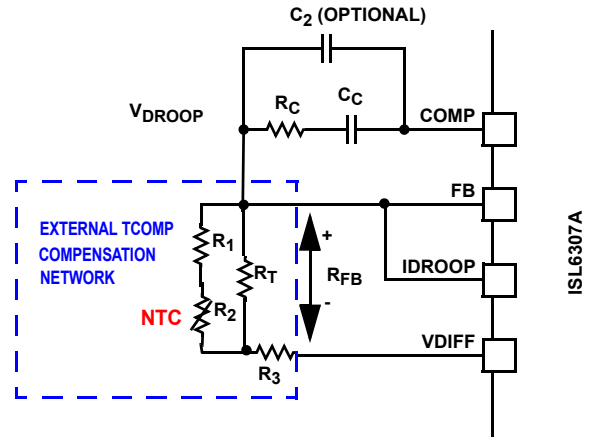 C2 (OPTIONAL)
VDROOP
RC
CC
COMP
FB
EXTERNAL TCOMP
COMPENSATION
NETWORK
R1
RT
+
RFB
-
IDROOP
NTC
R2
VDIFF
R3
ISL6307A